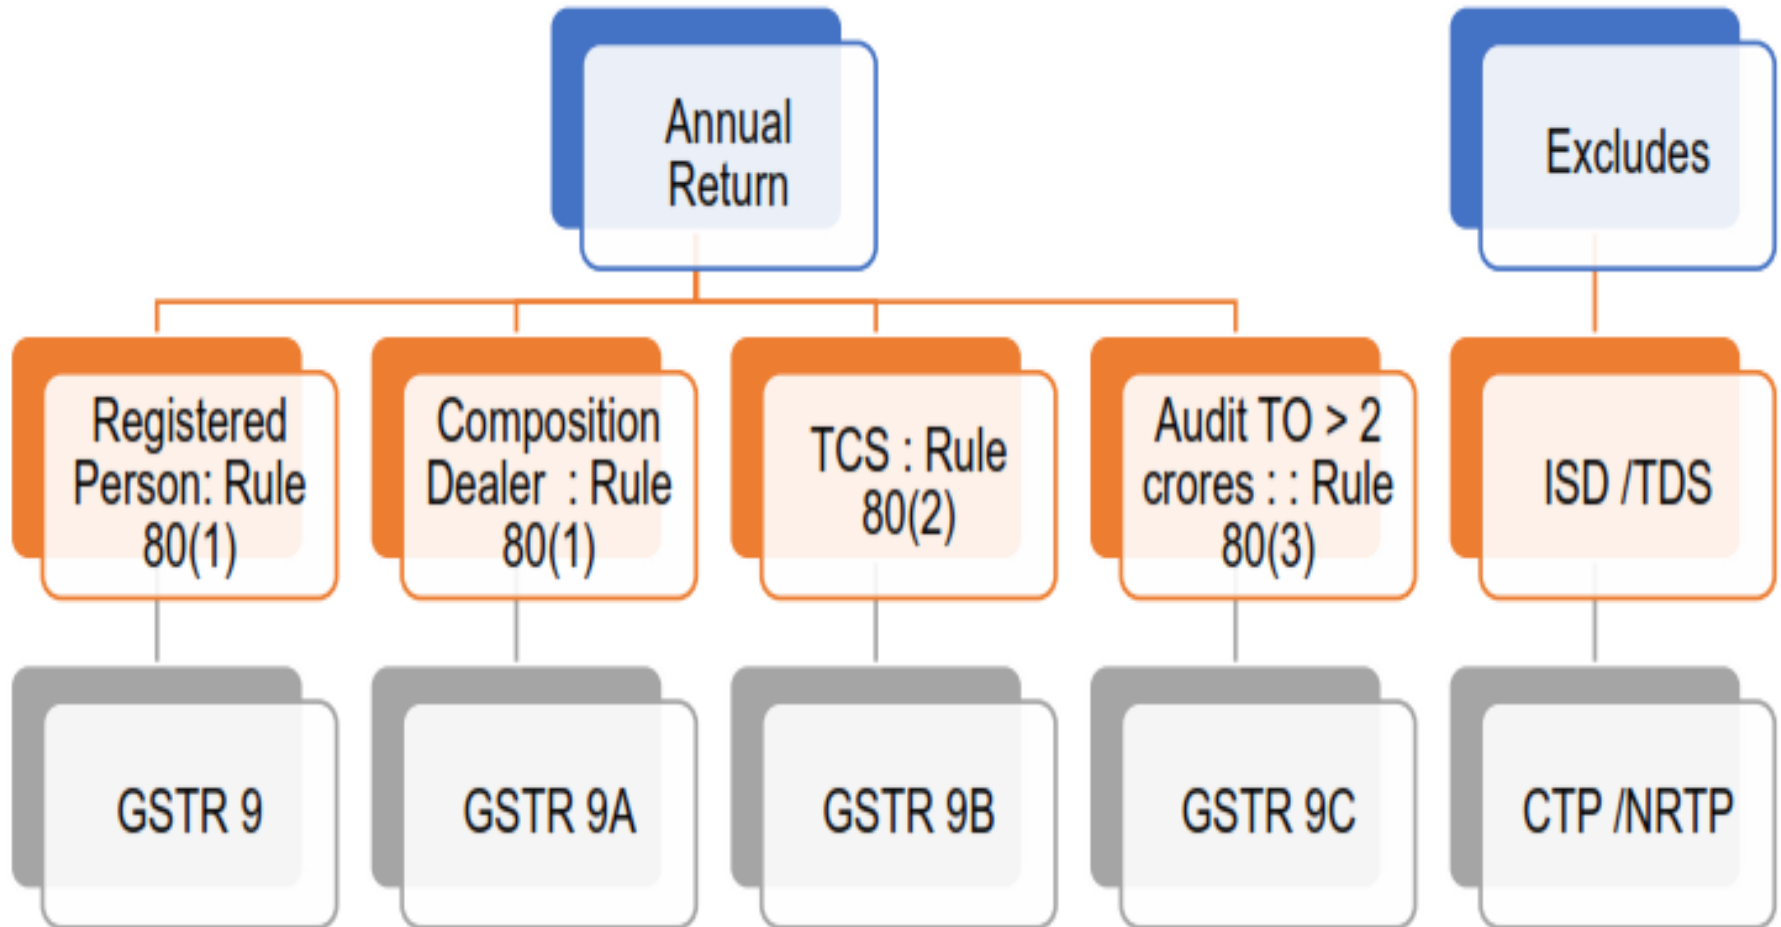 Annual
Return
Excludes
Registered
Person: Rule
80(1)
Composition
Dealer : Rule
80(1)
TCS : Rule
80(2)
Audit TO > 2
crores : : Rule
80(3)
ISD /TDS
GSTR 9
GSTR 9A
GSTR 9B
GSTR 9C
CTP /NRTP